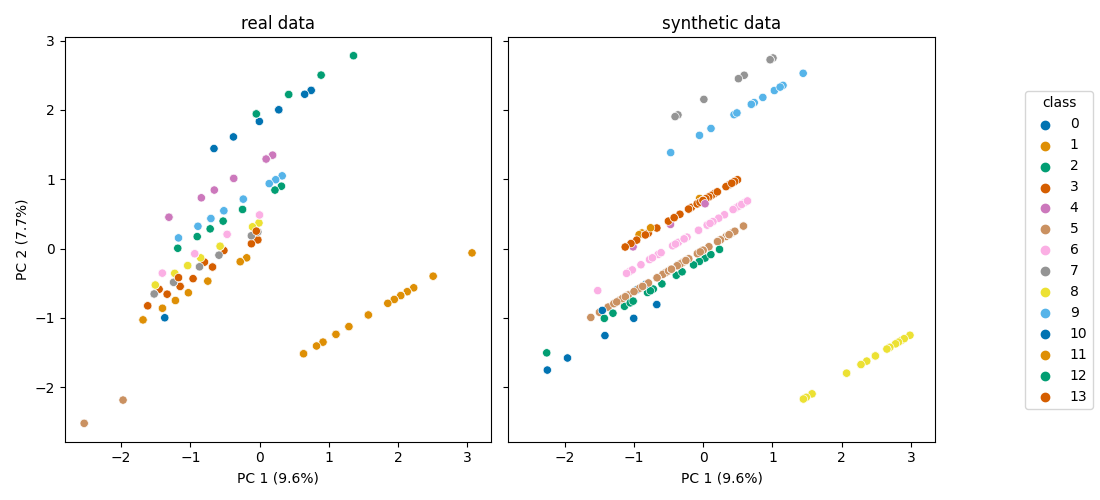 real data
synthetic data
3
2
1
0
−1
−2
PC 2 (7.7%)
−2 −1 0 1 2 3
PC 1 (9.6%)
−2 −1 0 1 2 3
PC 1 (9.6%)
class
0
1
2
3
4
5
6
7
8
9
10
11
12
13